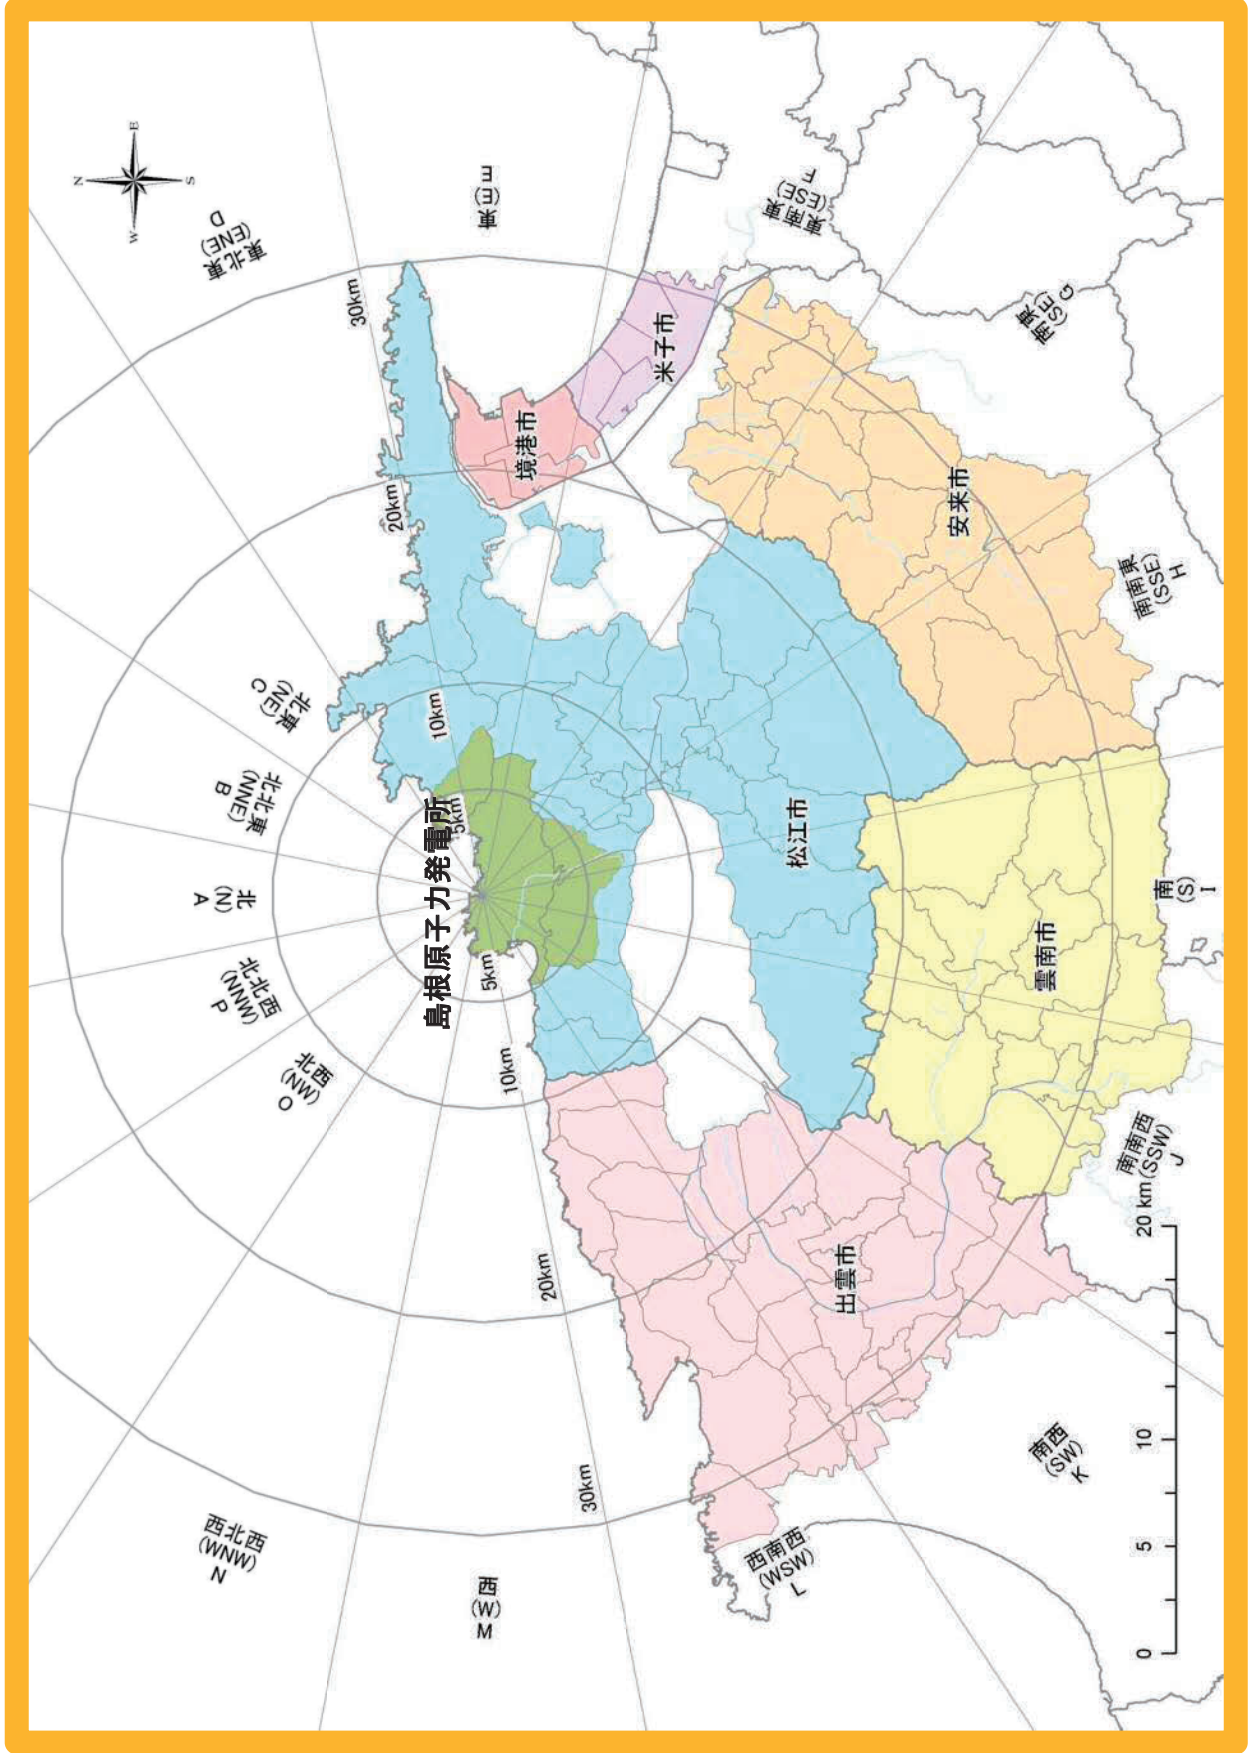 N
E
S
W
北
(N)
A
北北東
(NNE)
B
北東
(NE)
C
東北東
(ENE)
D
東(E)E
東南東
(ESE)
F
南東
(SE)
G
南南東
(SSE)
H
南
(S)
I
南南西
(SSW)
J
南西
(SW)
K
西南西
(WSW)
L
西
(W)
M
西北西
(WNW)
N
北西
(NW)
O
北北西
(NNW)
P
30km
20km
10km
5km
島根原子力発電所
5km
10km
20km
30km
境港市
米子市
安来市
松江市
雲南市
出雲市
0
5
10
20 km